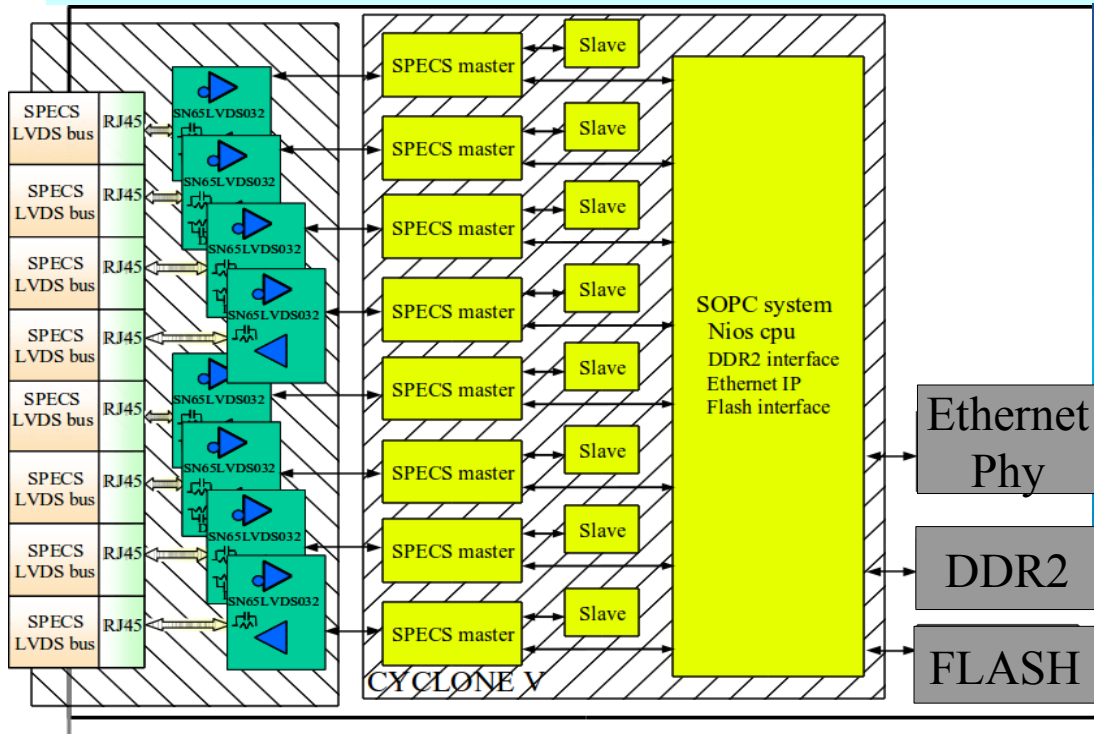 SPECS
LVDS bus
RJ45
SPECS
LVDS bus
RJ45
SPECS
LVDS bus
RJ45
SPECS
LVDS bus
RJ45
SPECS
LVDS bus
RJ45
SPECS
LVDS bus
RJ45
SPECS
LVDS bus
RJ45
SPECS
LVDS bus
RJ45
SN65LVDS032
SN65LVDS032
D
SN65LVDS032
SN65LVDS032
SN65LVDS032
D
SN65LVDS032
SN65LVDS032
SPECS master
Slave
SPECS master
Slave
SPECS master
Slave
SPECS master
Slave
SPECS master
Slave
SPECS master
Slave
SPECS master
Slave
SPECS master
Slave
CYCLONE V
SOPC system
Nios cpu
DDR2 interface
Ethernet IP
Flash interface
Ethernet
Phy
DDR2
FLASH